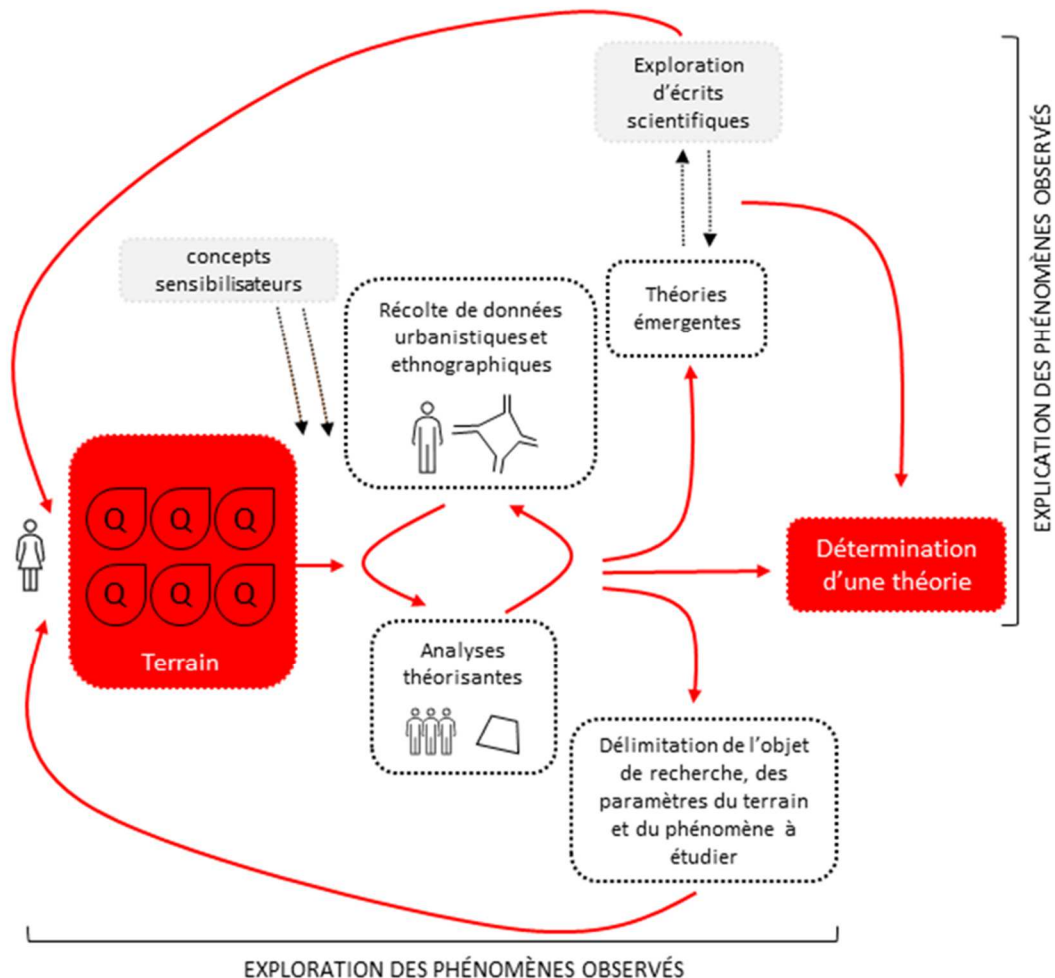 Exploration
d'écrits
scientifiques
EXPLICATION DES PHÉNOMÈNES OBSERVÉS
concepts
sensibilisateurs
Récolte de données
urbanistiques et
ethnographiques
Théories
émergentes
Q Q Q
Q Q Q
Terrain
Détermination
d'une théorie
Analyses
théorisantes
Délimitation de l'objet
de recherche, des
paramètres du terrain
et du phénomène à
étudier
EXPLORATION DES PHÉNOMÈNES OBSERVÉS